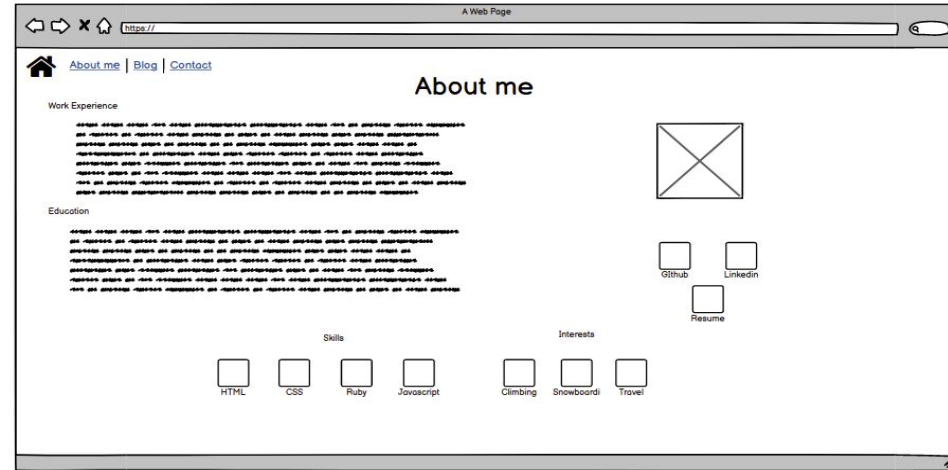 A Web Page
https://
About me | Blog | Contact
About me
Work Experience
Education
GIthub Linkedin
Resume
Skills
HTML CSS Ruby Javascript
Interests
Climbing Snowboardi Travel